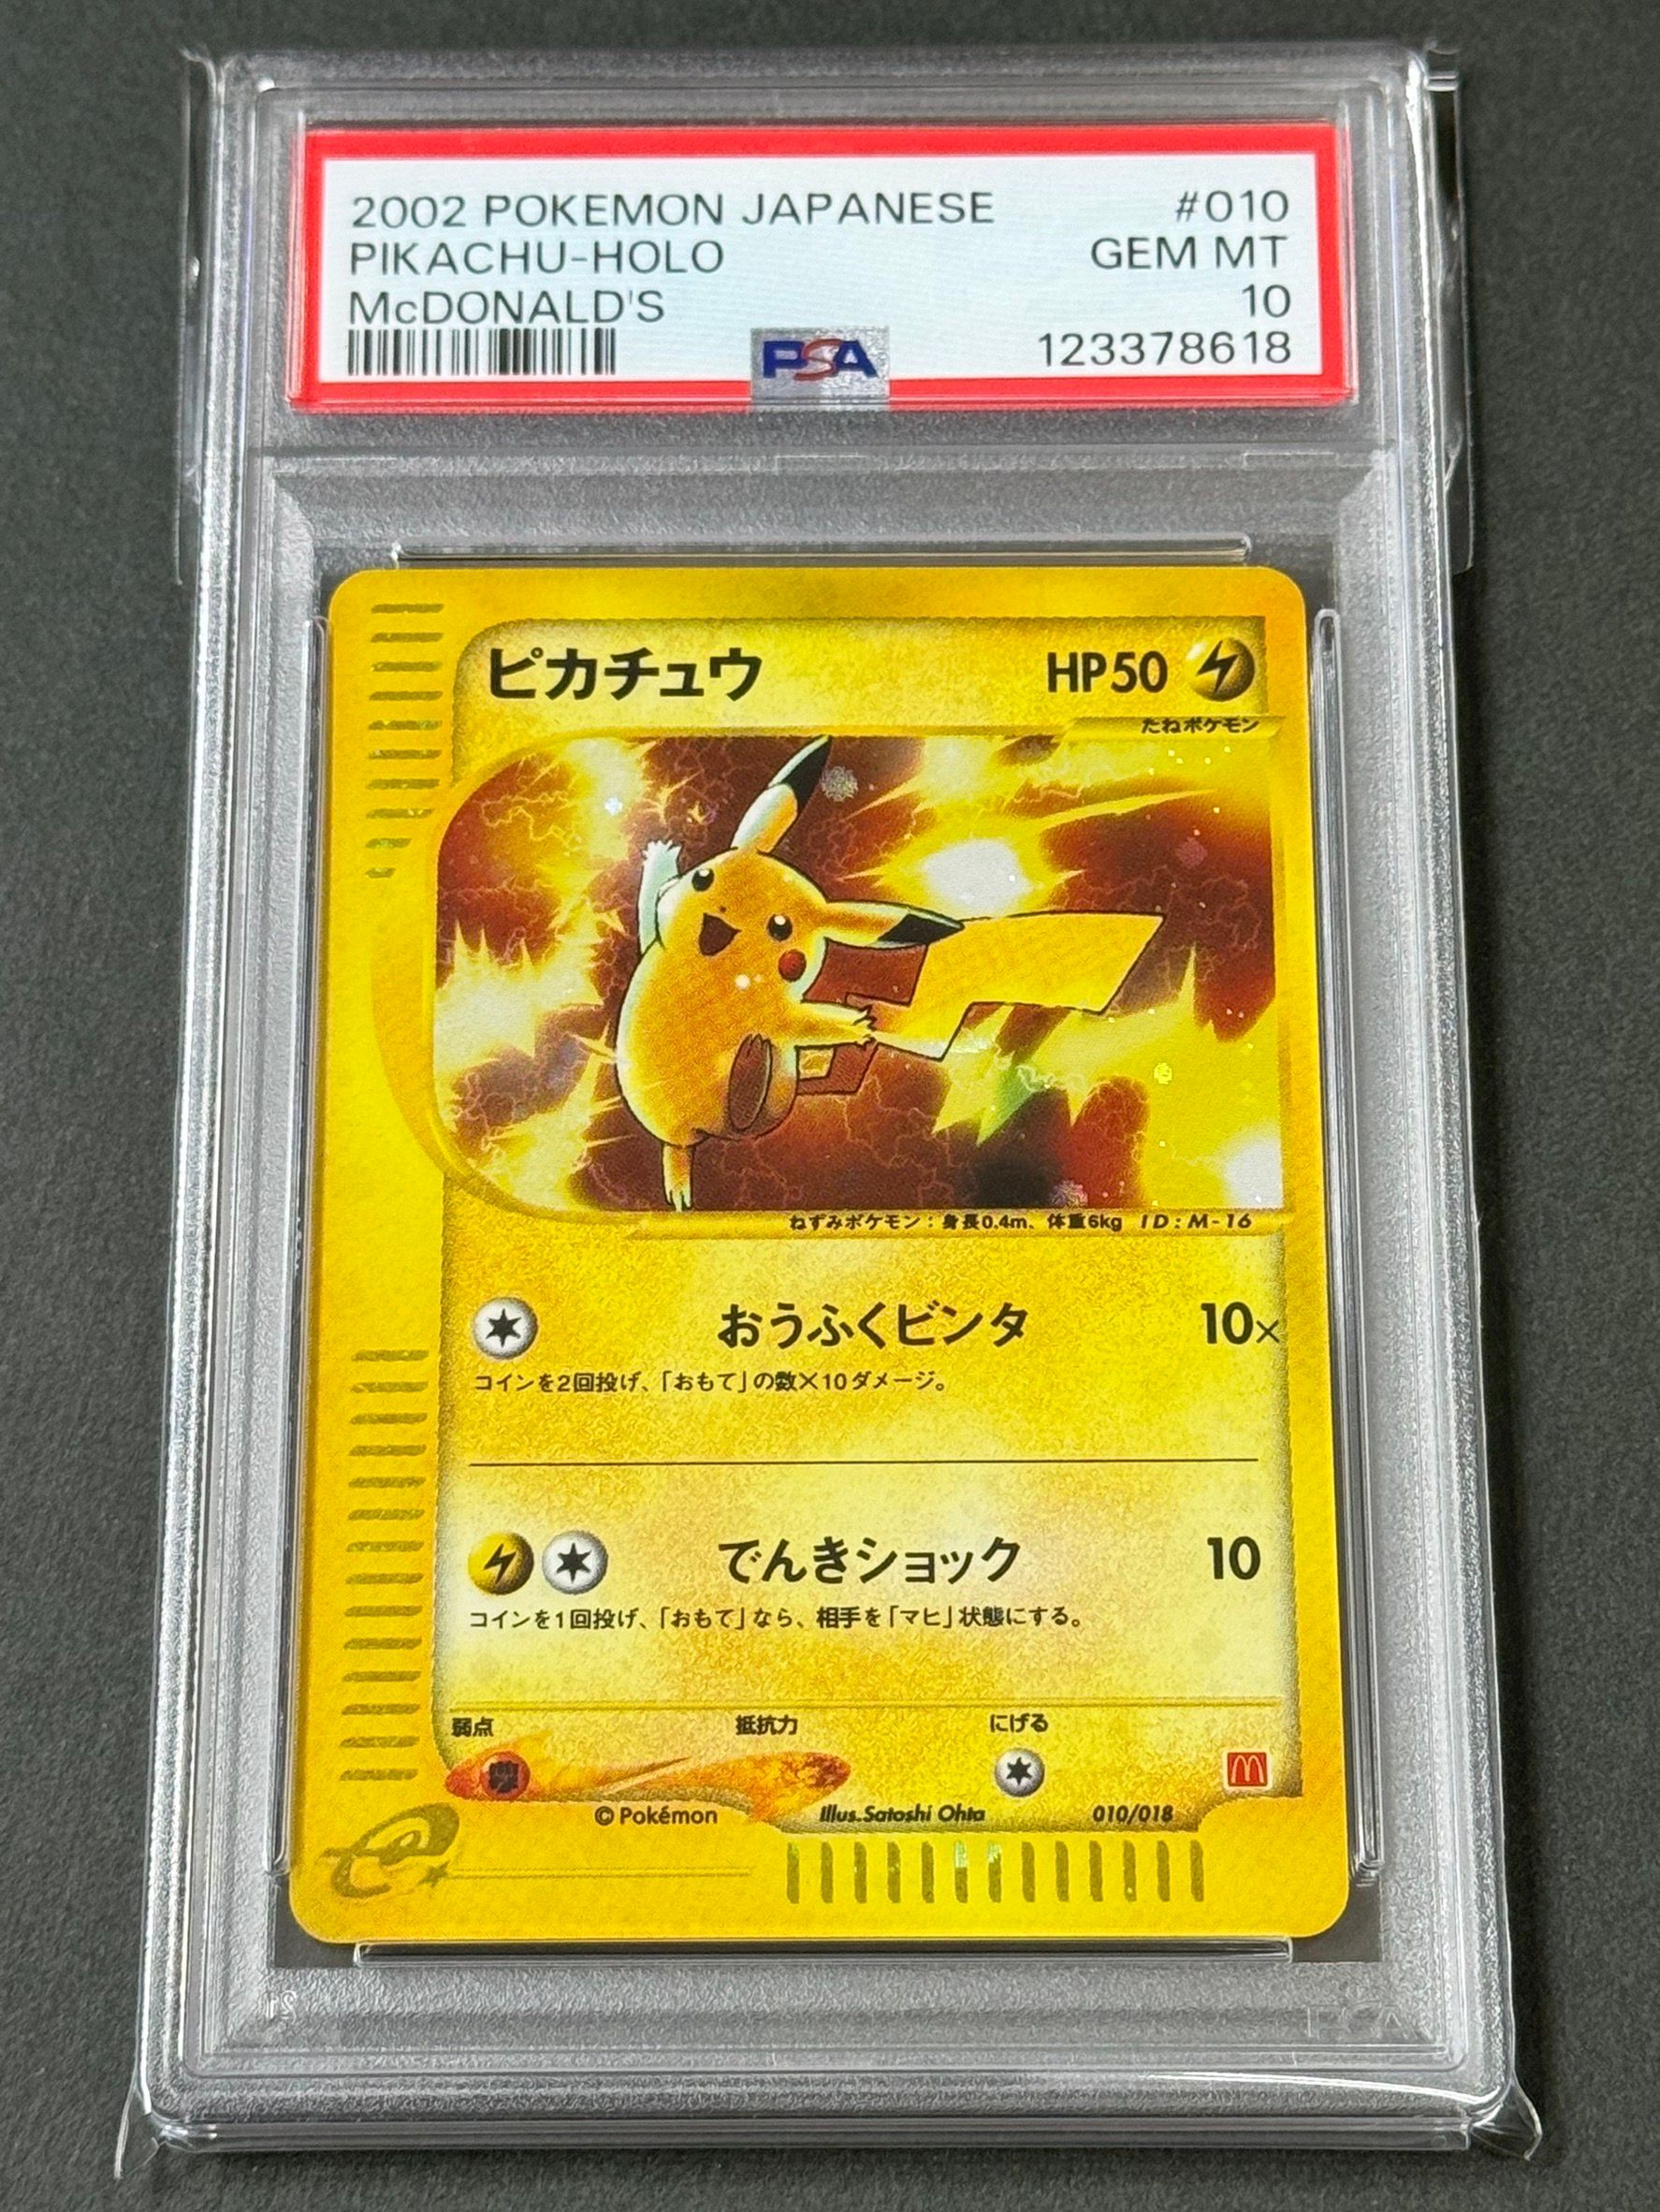 2002 POKEMON JAPANESE #010
PIKACHU-HOLO GEM MT
McDONALD'S 10
PSA 123378618
ピカチュウ HP50
たねポケモン
ねずみポケモン：身長0.4m、体重6kg ID:M-16
おうふくビンタ 10×
コインを2回投げ、「おもて」の数×10ダメージ。
でんきショック 10
コインを1回投げ、「おもて」なら、相手を「マヒ」状態にする。
弱点 抵抗力 にげる
©Pokémon Illus.Satoshi Ohta 010/018
e